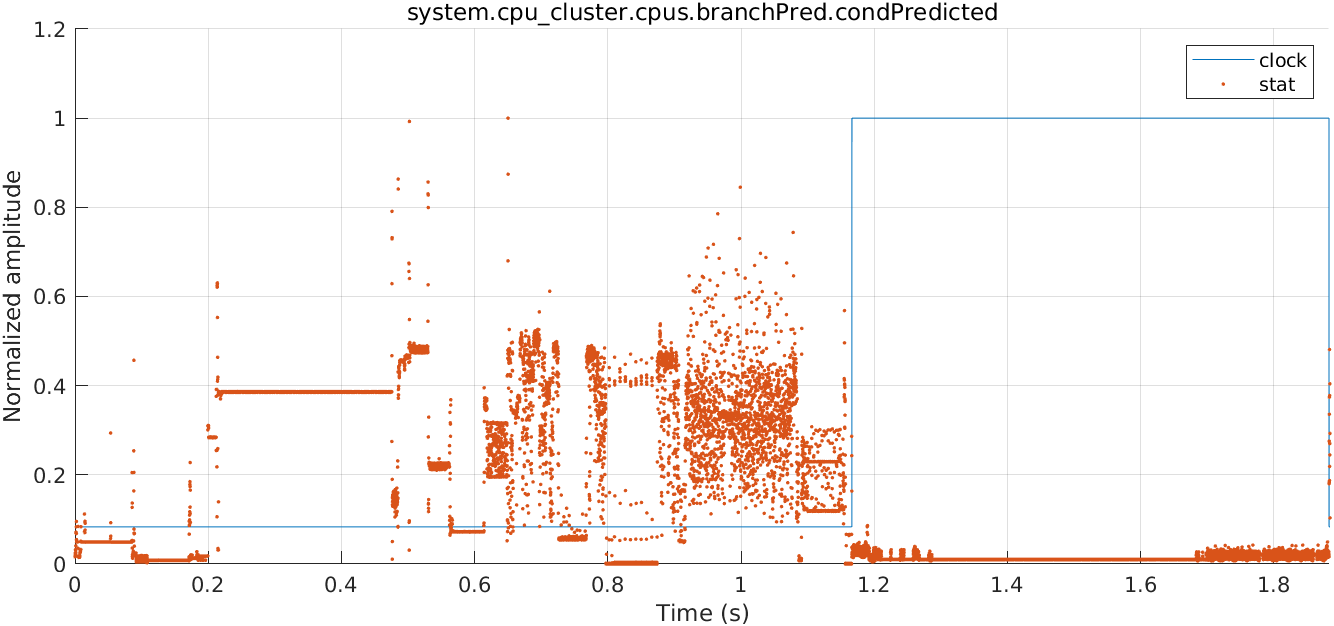 system.cpu_cluster.cpus.branchPred.condPredicted
Normalized amplitude
1.2
1
0.8
0.6
0.4
0.2
0
clock
stat
0 0.2 0.4 0.6 0.8 1 1.2 1.4 1.6 1.8
Time (s)